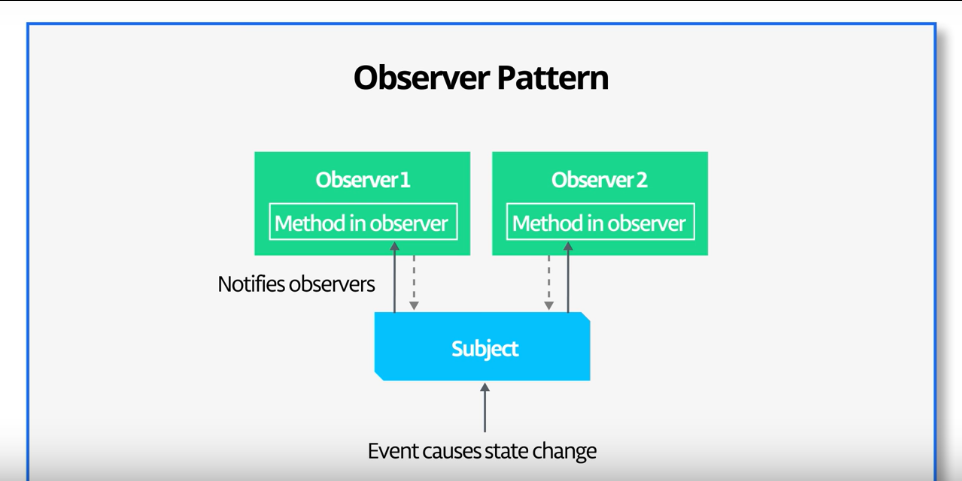 Observer Pattern
Observer 1
Observer 2
Method in observer
Method in observer
Notifies observers
Subject
Event causes state change